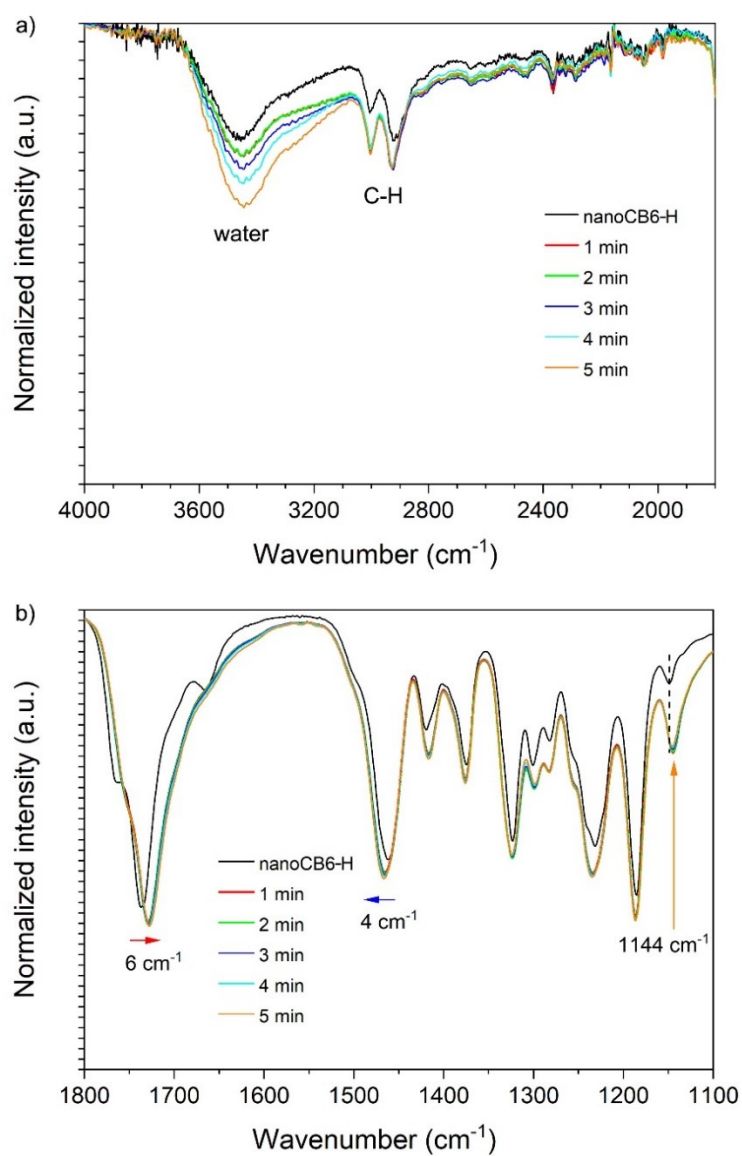 a)
Normalized intensity (a.u.)
water
C-H
nanoCB6-H
1 min
2 min
3 min
4 min
5 min
4000 3600 3200 2800 2400 2000
Wavenumber (cm⁻¹)
b)
Normalized intensity (a.u.)
nanoCB6-H
1 min
2 min
3 min
4 min
5 min
6 cm⁻¹
4 cm⁻¹
1144 cm⁻¹
1800 1700 1600 1500 1400 1300 1200 1100
Wavenumber (cm⁻¹)